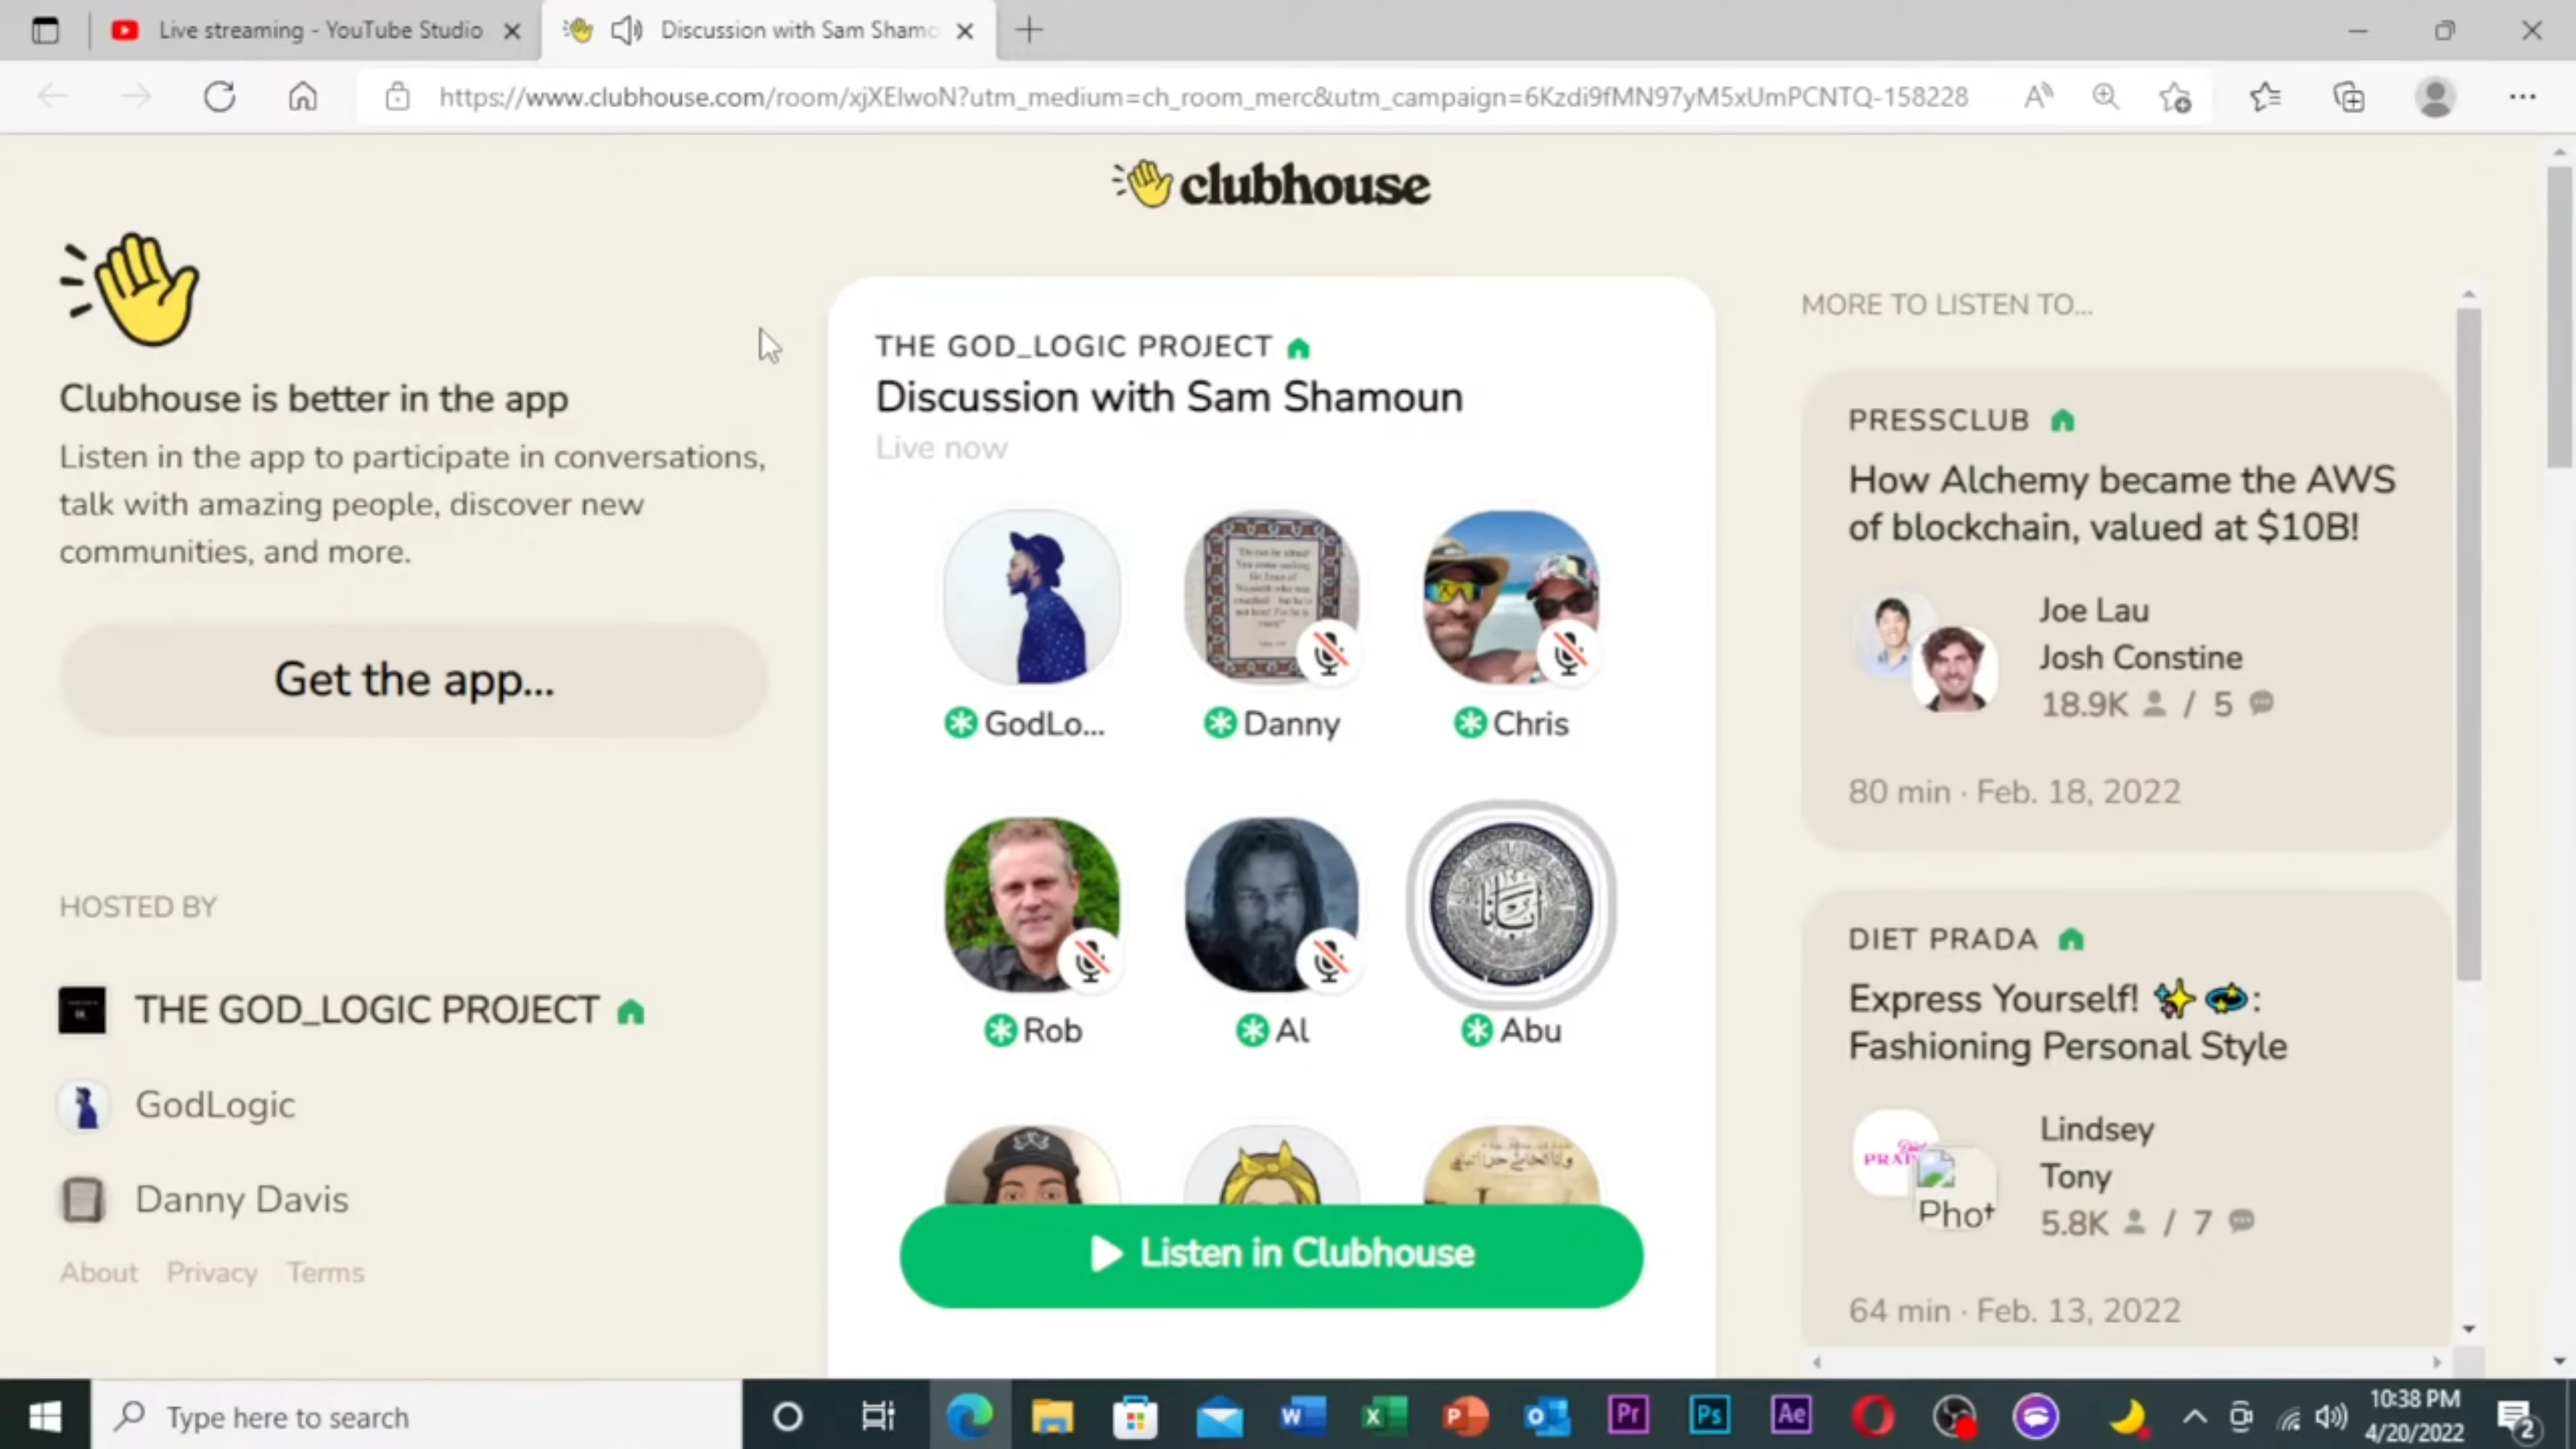 Live streaming - YouTube Studio
Discussion with Sam Shamo
https://www.clubhouse.com/room/xjXElwoN?utm_medium=ch_room_merc&utm_campaign=6Kzdi9fMN97yM5xUmPCNTQ-158228
clubhouse
Clubhouse is better in the app
Listen in the app to participate in conversations,
talk with amazing people, discover new
communities, and more.
Get the app...
HOSTED BY
THE GOD_LOGIC PROJECT
GodLogic
Danny Davis
About Privacy Terms
THE GOD_LOGIC PROJECT
Discussion with Sam Shamoun
Live now
GodLo...
Danny
Chris
Rob
Al
Abu
Listen in Clubhouse
MORE TO LISTEN TO...
PRESSCLUB
How Alchemy became the AWS
of blockchain, valued at $10B!
Joe Lau
Josh Constine
18.9K / 5
80 min · Feb. 18, 2022
DIET PRADA
Express Yourself! ✨ 💫:
Fashioning Personal Style
Lindsey
Tony
Phot
5.8K / 7
64 min · Feb. 13, 2022
Type here to search
Pr
Ps
Ae
10:38 PM
4/20/2022
2